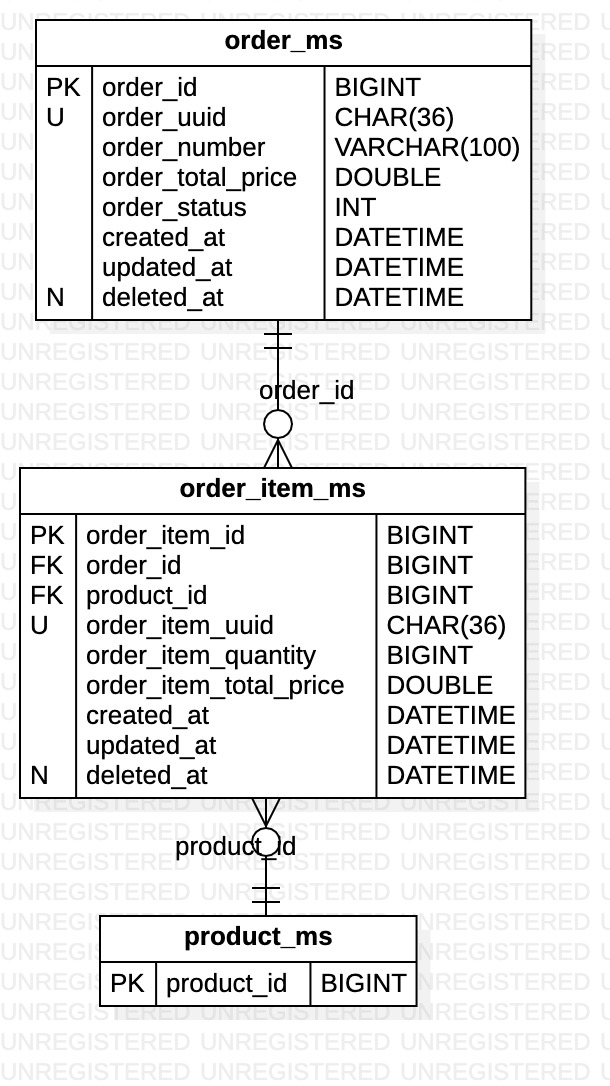 order_ms
PK order_id BIGINT
U order_uuid CHAR(36)
order_number VARCHAR(100)
order_total_price DOUBLE
order_status INT
created_at DATETIME
updated_at DATETIME
N deleted_at DATETIME
order_id
order_item_ms
PK order_item_id BIGINT
FK order_id BIGINT
FK product_id BIGINT
U order_item_uuid CHAR(36)
order_item_quantity BIGINT
order_item_total_price DOUBLE
created_at DATETIME
updated_at DATETIME
N deleted_at DATETIME
product_id
product_ms
PK product_id BIGINT
UNREGISTERED